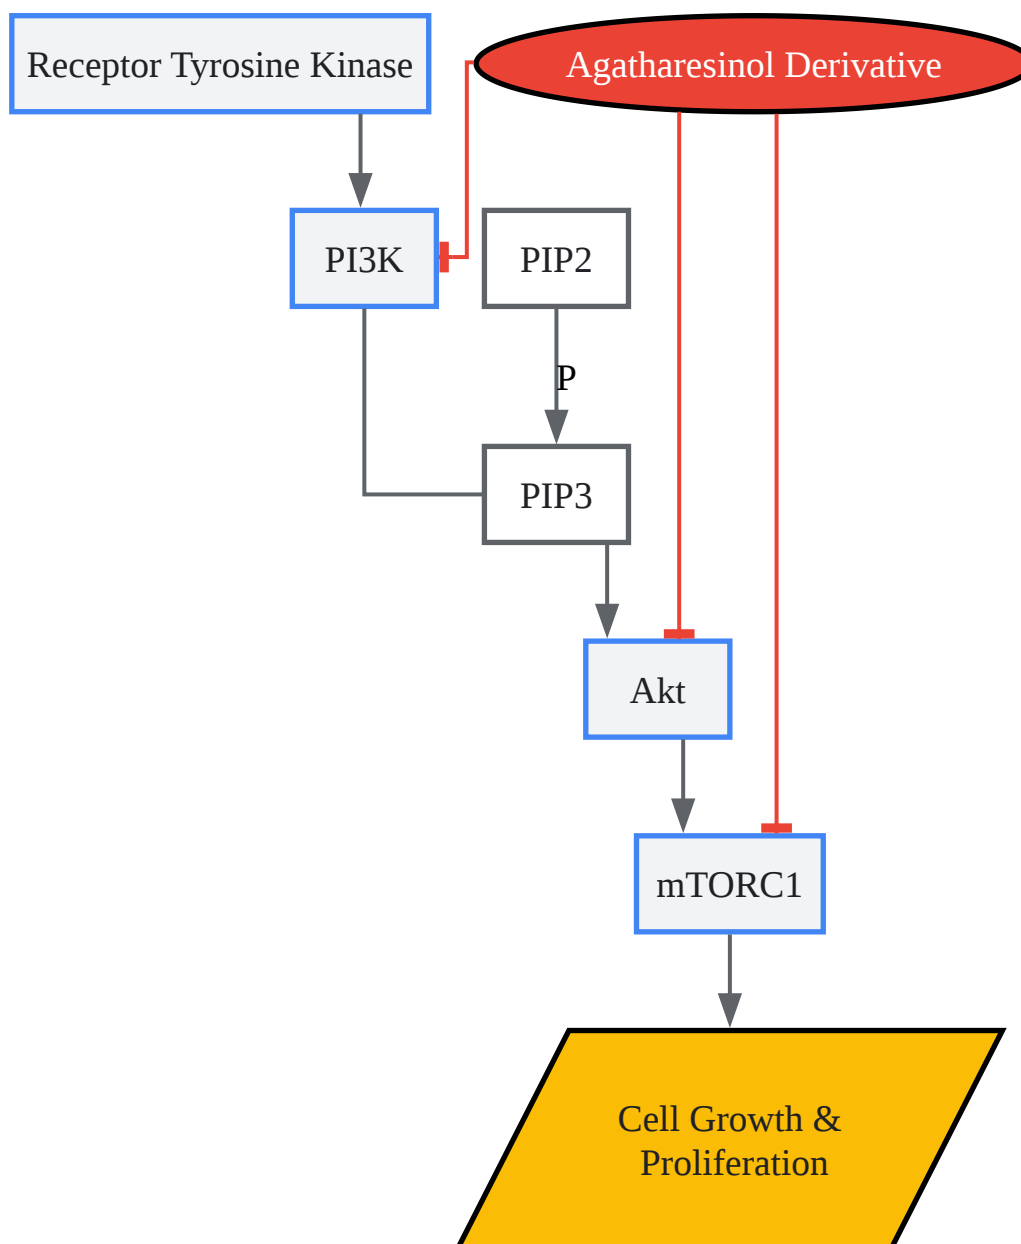 Receptor Tyrosine Kinase
Agatharesinol Derivative
PI3K
PIP2
P
PIP3
Akt
mTORC1
Cell Growth &
Proliferation